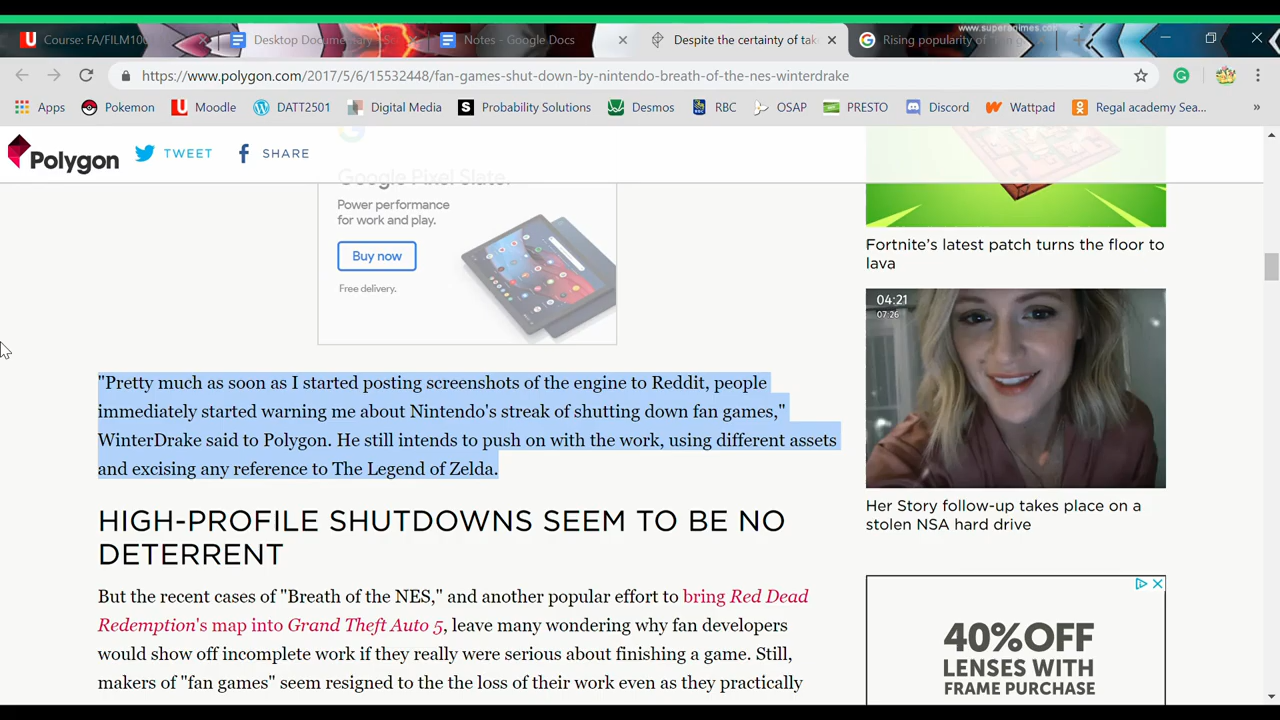 www.superanimes.com
Course: FA/FILM10
Notes - Google Docs
Despite the certainty of tak
Rising popularity of
https://www.polygon.com/2017/5/6/15532448/fan-games-shut-down-by-nintendo-breath-of-the-nes-winterdrake
Apps Pokemon Moodle DATT2501 Digital Media Probability Solutions Desmos RBC OSAP PRESTO Discord Wattpad Regal academy Sea... »
Polygon TWEET SHARE
Google Pixel Slate.
Power performance
for work and play.
Buy now
Free delivery.
"Pretty much as soon as I started posting screenshots of the engine to Reddit, people
immediately started warning me about Nintendo's streak of shutting down fan games,"
WinterDrake said to Polygon. He still intends to push on with the work, using different assets
and excising any reference to The Legend of Zelda.
HIGH-PROFILE SHUTDOWNS SEEM TO BE NO
DETERRENT
But the recent cases of "Breath of the NES," and another popular effort to bring Red Dead
Redemption's map into Grand Theft Auto 5, leave many wondering why fan developers
would show off incomplete work if they really were serious about finishing a game. Still,
makers of "fan games" seem resigned to the the loss of their work even as they practically
Fortnite's latest patch turns the floor to
lava
04:21
07:26
Her Story follow-up takes place on a
stolen NSA hard drive
40%OFF
LENSES WITH
FRAME PURCHASE